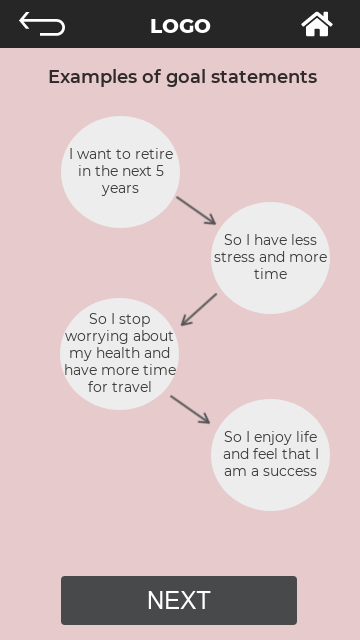 LOGO
Examples of goal statements
I want to retire
in the next 5
years
So I have less
stress and more
time
So I stop
worrying about
my health and
have more time
for travel
So I enjoy life
and feel that I
am a success
NEXT